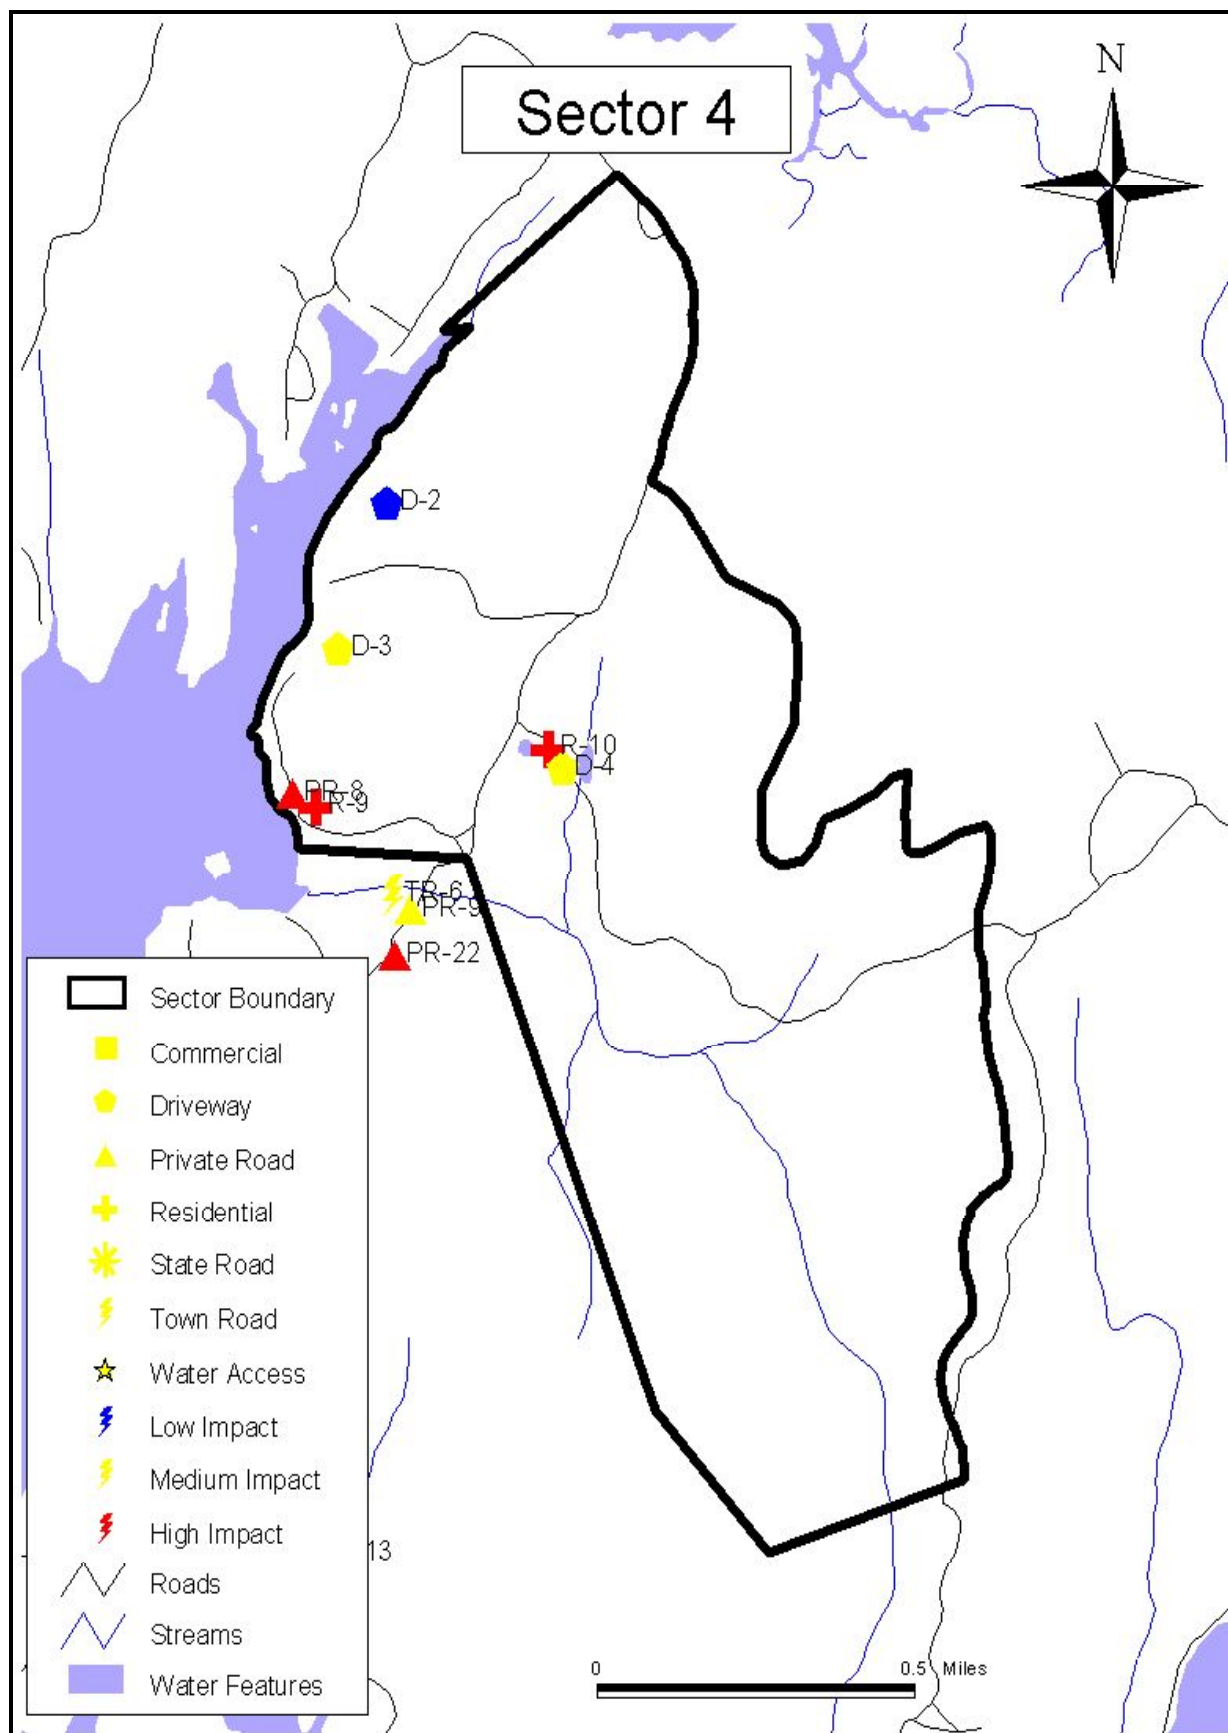 Sector 4
N
D-2
D-3
R-10
D-4
PR-8
R-9
TR-6
PR-9
PR-22
Sector Boundary
Commercial
Driveway
Private Road
Residential
State Road
Town Road
Water Access
Low Impact
Medium Impact
High Impact
13
Roads
Streams
Water Features
0 0.5 Miles